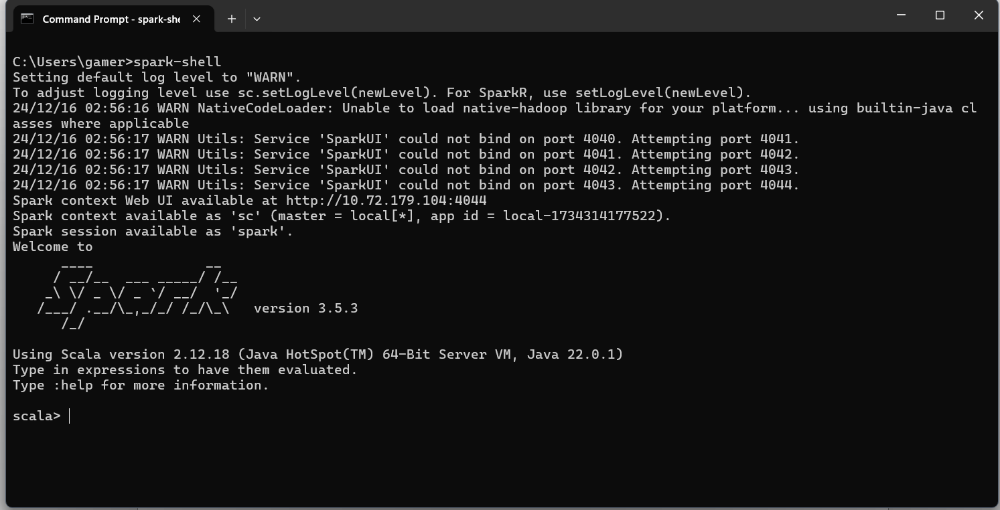 Command Prompt - spark-she
C:\Users\gamer>spark-shell
Setting default log level to "WARN".
To adjust logging level use sc.setLogLevel(newLevel). For SparkR, use setLogLevel(newLevel).
24/12/16 02:56:16 WARN NativeCodeLoader: Unable to load native-hadoop library for your platform... using builtin-java cl
asses where applicable
24/12/16 02:56:17 WARN Utils: Service 'SparkUI' could not bind on port 4040. Attempting port 4041.
24/12/16 02:56:17 WARN Utils: Service 'SparkUI' could not bind on port 4041. Attempting port 4042.
24/12/16 02:56:17 WARN Utils: Service 'SparkUI' could not bind on port 4042. Attempting port 4043.
24/12/16 02:56:17 WARN Utils: Service 'SparkUI' could not bind on port 4043. Attempting port 4044.
Spark context Web UI available at http://10.72.179.104:4044
Spark context available as 'sc' (master = local[*], app id = local-1734314177522).
Spark session available as 'spark'.
Welcome to
      ____              __
     / __/__  ___ _____/ /__
    _\ \/ _ \/ _ `/ __/  '_/
   /___/ .__/\_,_/_/ /_/\_\   version 3.5.3
      /_/
Using Scala version 2.12.18 (Java HotSpot(TM) 64-Bit Server VM, Java 22.0.1)
Type in expressions to have them evaluated.
Type :help for more information.
scala>